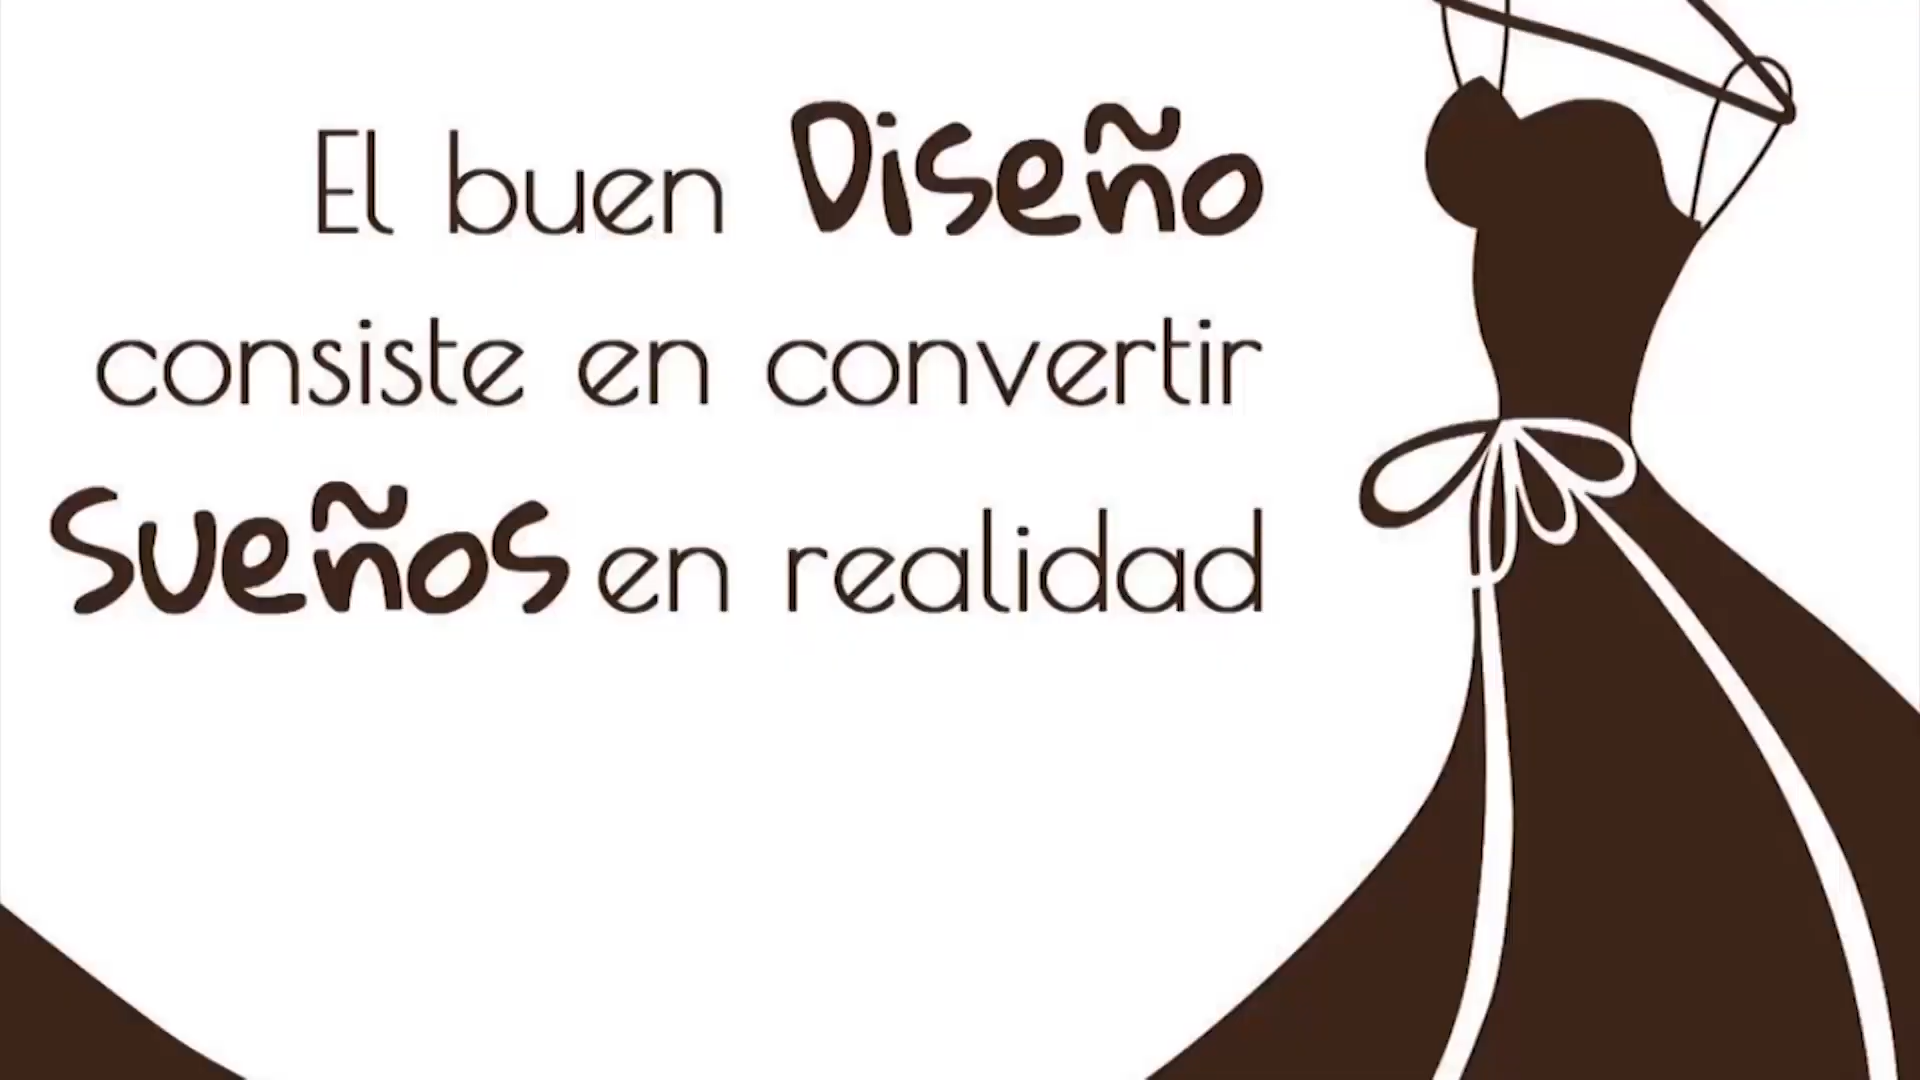 El buen Diseño
consiste en convertir
Sueños en realidad